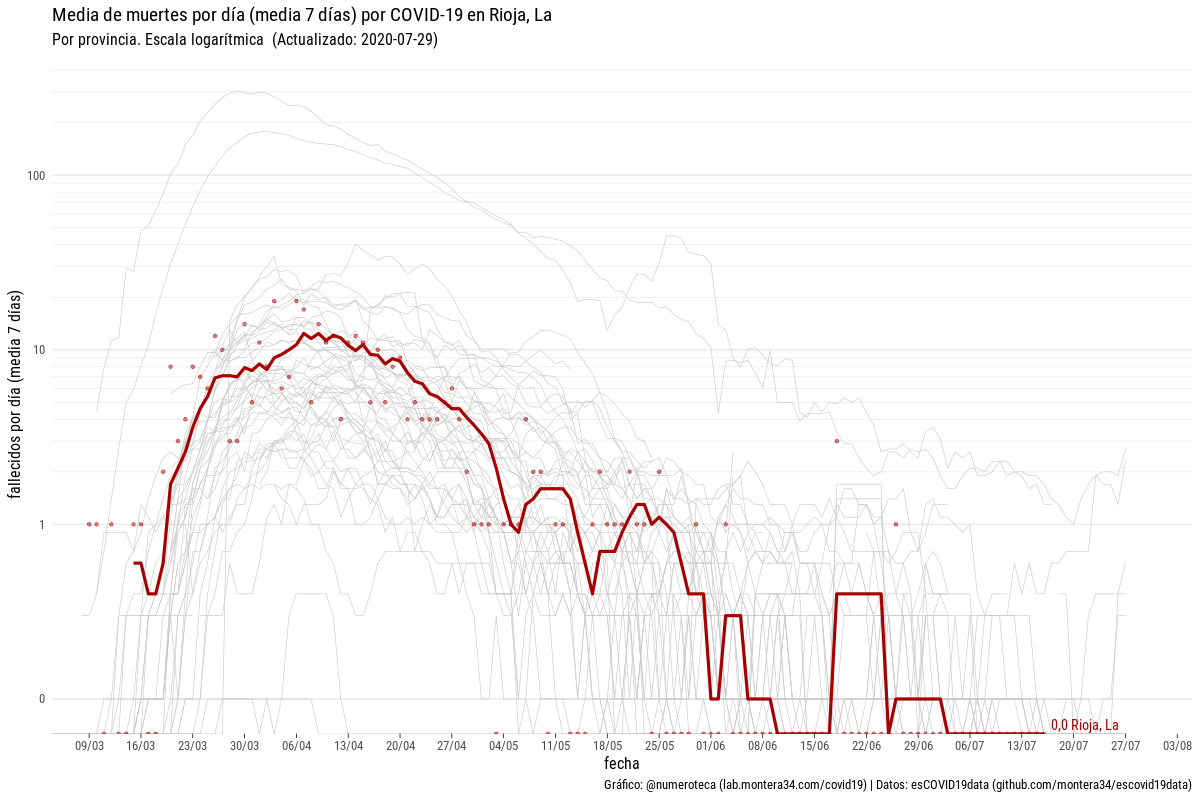 Media de muertes por día (media 7 días) por COVID-19 en Rioja, La
Por provincia. Escala logarítmica (Actualizado: 2020-07-29)
fallecidos por día (media 7 días)
100
10
1
0
0,0 Rioja, La
09/03 16/03 23/03 30/03 06/04 13/04 20/04 27/04 04/05 11/05 18/05 25/05 01/06 08/06 15/06 22/06 29/06 06/07 13/07 20/07 27/07 03/08
fecha
Gráfico: @numeroteca (lab.montera34.com/covid19) | Datos: esCOVID19data (github.com/montera34/escovid19data)